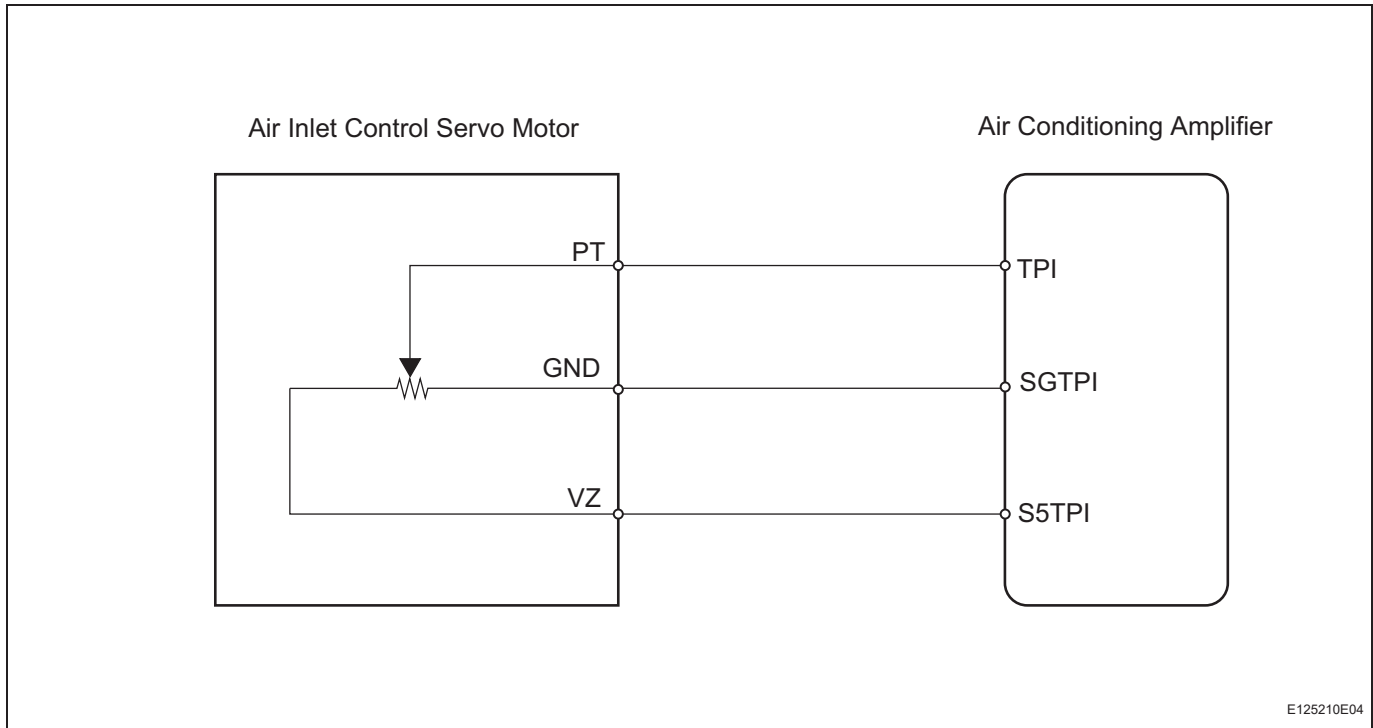 Air Inlet Control Servo Motor
Air Conditioning Amplifier
PT
TPI
GND
SGTPI
VZ
S5TPI
E125210E04